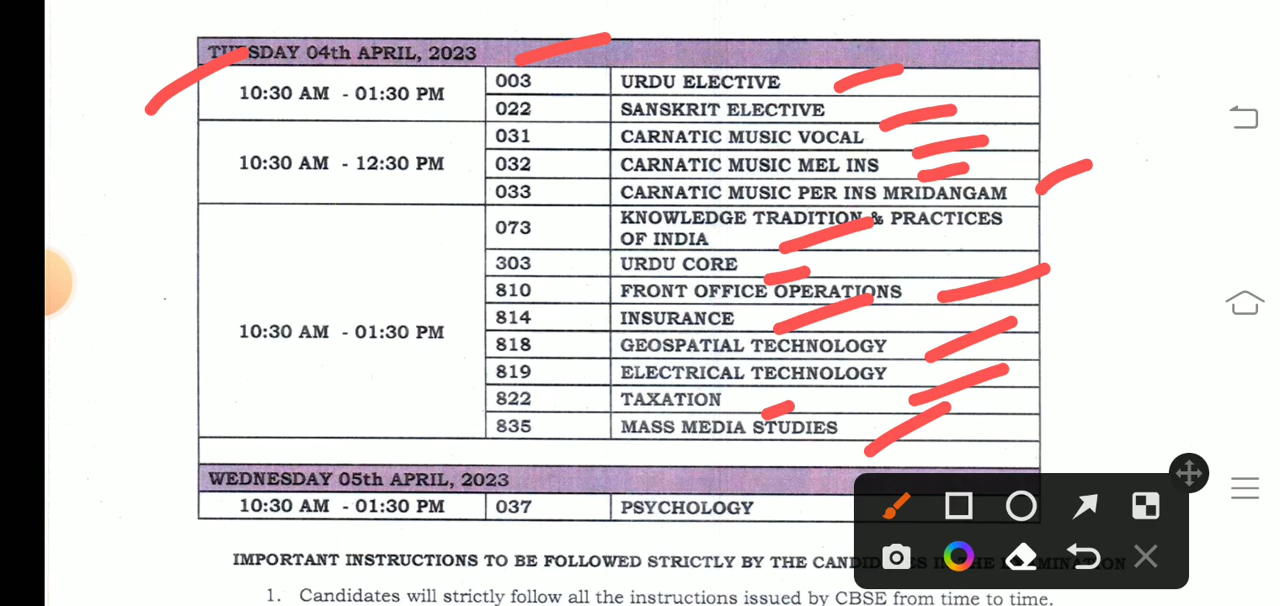 TUESDAY 04th APRIL, 2023
10:30 AM - 01:30 PM
003 URDU ELECTIVE
022 SANSKRIT ELECTIVE
10:30 AM - 12:30 PM
031 CARNATIC MUSIC VOCAL
032 CARNATIC MUSIC MEL INS
033 CARNATIC MUSIC PER INS MRIDANGAM
10:30 AM - 01:30 PM
073 KNOWLEDGE TRADITION & PRACTICES
OF INDIA
303 URDU CORE
810 FRONT OFFICE OPERATIONS
814 INSURANCE
818 GEOSPATIAL TECHNOLOGY
819 ELECTRICAL TECHNOLOGY
822 TAXATION
835 MASS MEDIA STUDIES
WEDNESDAY 05th APRIL, 2023
10:30 AM - 01:30 PM 037 PSYCHOLOGY
IMPORTANT INSTRUCTIONS TO BE FOLLOWED STRICTLY BY THE CANDIDATES IN THE EXAMINATION
1. Candidates will strictly follow all the instructions issued by CBSE from time to time.